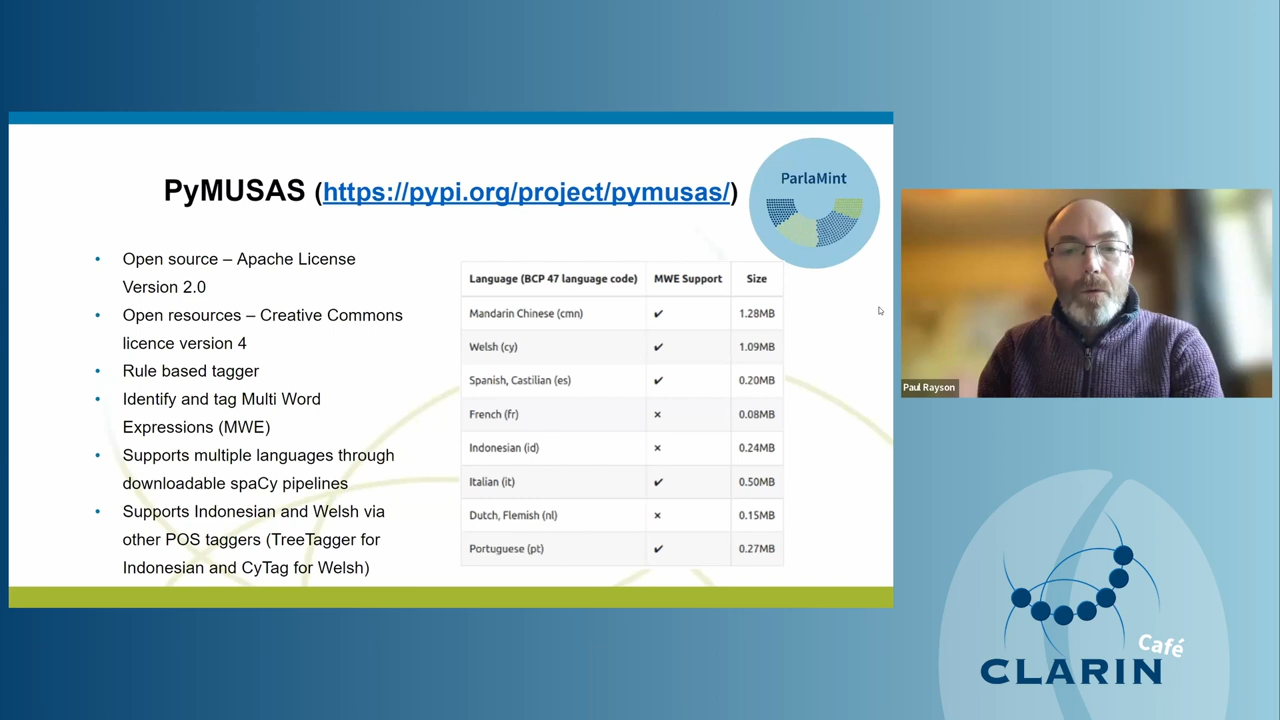 PyMUSAS (https://pypi.org/project/pymusas/)
ParlaMint
• Open source – Apache License
Version 2.0
• Open resources – Creative Commons
licence version 4
• Rule based tagger
• Identify and tag Multi Word
Expressions (MWE)
• Supports multiple languages through
downloadable spaCy pipelines
• Supports Indonesian and Welsh via
other POS taggers (TreeTagger for
Indonesian and CyTag for Welsh)
Language (BCP 47 language code) MWE Support Size
Mandarin Chinese (cmn) ✔ 1.28MB
Welsh (cy) ✔ 1.09MB
Spanish, Castilian (es) ✔ 0.20MB
French (fr) × 0.08MB
Indonesian (id) × 0.24MB
Italian (it) ✔ 0.50MB
Dutch, Flemish (nl) × 0.15MB
Portuguese (pt) ✔ 0.27MB
Paul Rayson
Café
CLARIN